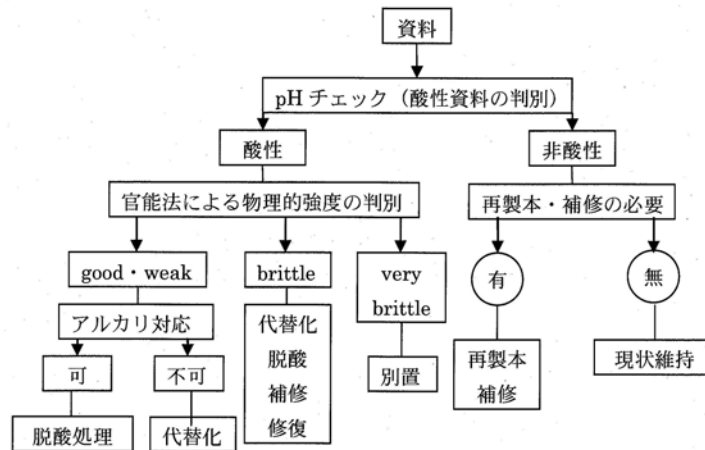 資料
pH チェック（酸性資料の判別）
酸性
非酸性
官能法による物理的強度の判別
再製本・補修の必要
good・weak
brittle
very
brittle
有
無
アルカリ対応
代替化
脱酸
補修
修復
可
不可
別置
再製本
補修
現状維持
脱酸処理
代替化